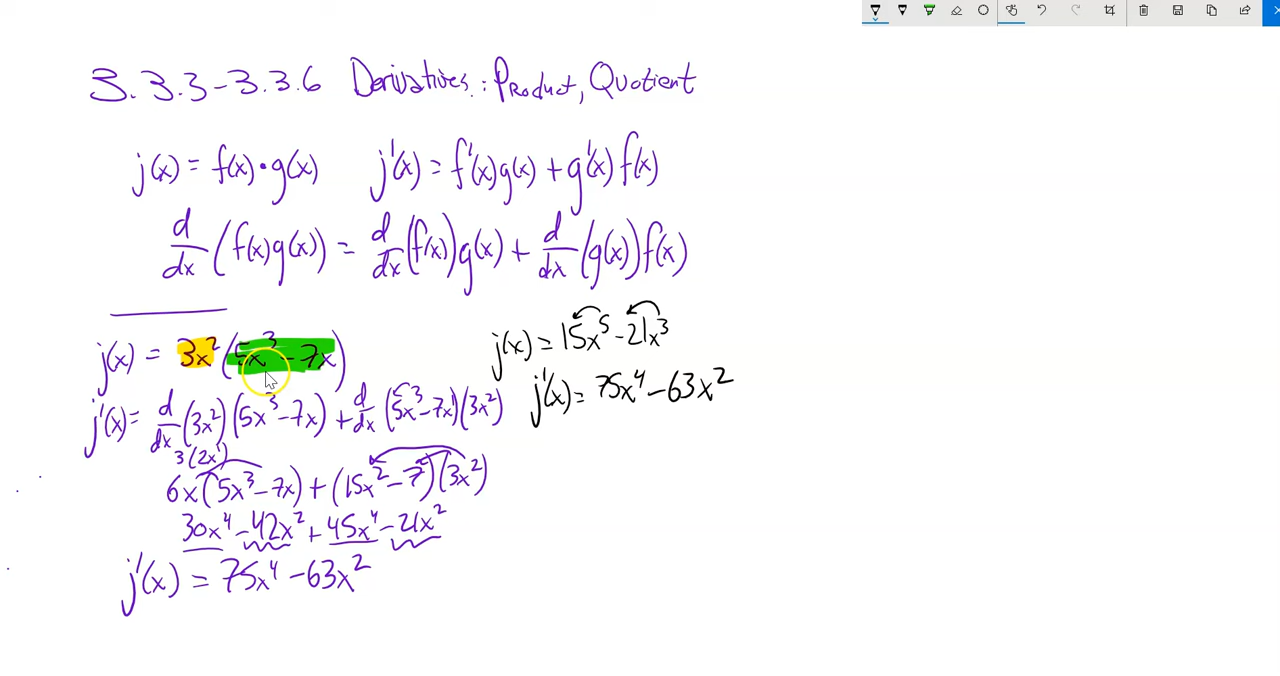 3.3.3-3.3.6 Derivatives: Product, Quotient
j(x) = f(x)•g(x) j'(x) = f'(x)g(x) + g'(x)f(x)
d/dx (f(x)g(x)) = d/dx (f(x))g(x) + d/dx (g(x))f(x)
j(x) = 3x²(5x³-7x)
j'(x) = d/dx (3x²)(5x³-7x) + d/dx (5x³-7x¹)(3x²)
3(2x¹)
6x(5x³-7x) + (15x²-7)(3x²)
30x⁴-42x²+45x⁴-21x²
j'(x) = 75x⁴-63x²
j(x) = 15x⁵-21x³
j'(x) = 75x⁴-63x²